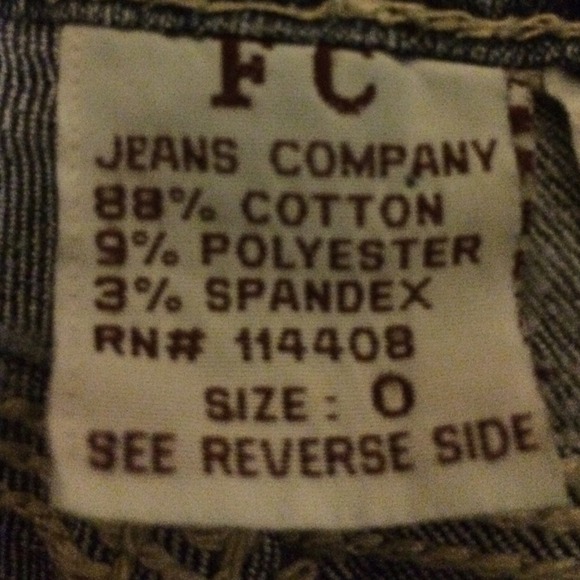 FC
JEANS COMPANY
88% COTTON
9% POLYESTER
3% SPANDEX
RN# 114408
SIZE: 0
SEE REVERSE SIDE